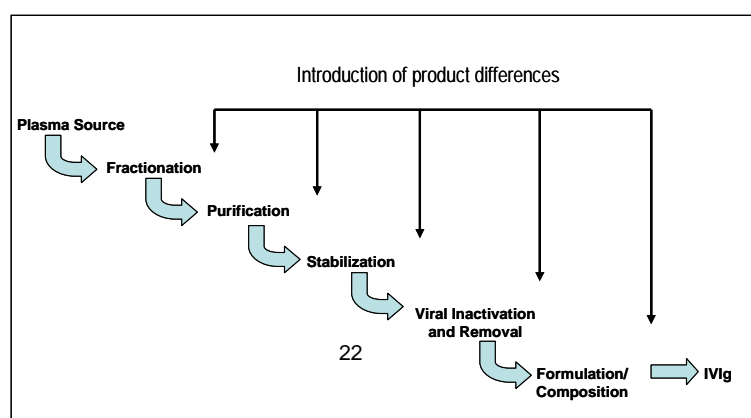 Introduction of product differences
Plasma Source
Fractionation
Purification
Stabilization
Viral Inactivation
and Removal
22
Formulation/
Composition
IVIg